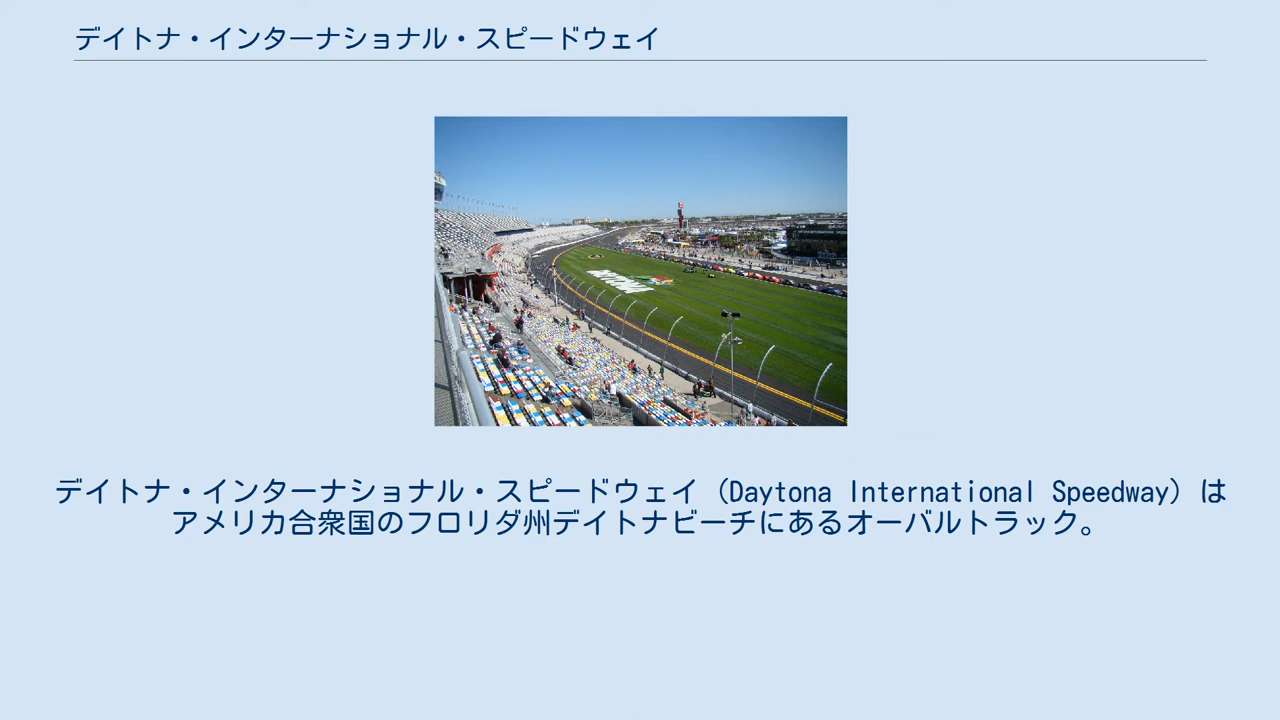 デイトナ・インターナショナル・スピードウェイ
デイトナ・インターナショナル・スピードウェイ（Daytona International Speedway）は
アメリカ合衆国のフロリダ州デイトナビーチにあるオーバルトラック。